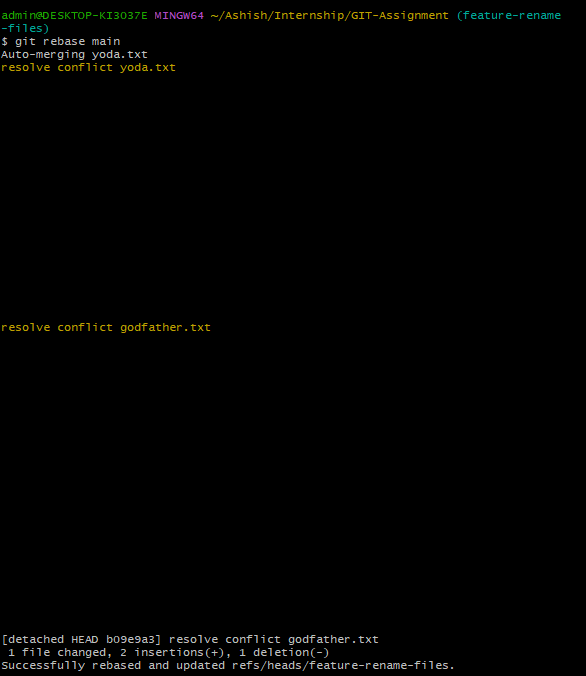 admin@DESKTOP-KI3O37E MINGW64 ~/Ashish/Internship/GIT-Assignment (feature-rename
-files)
$ git rebase main
Auto-merging yoda.txt
resolve conflict yoda.txt
resolve conflict godfather.txt
[detached HEAD b09e9a3] resolve conflict godfather.txt
 1 file changed, 2 insertions(+), 1 deletion(-)
Successfully rebased and updated refs/heads/feature-rename-files.